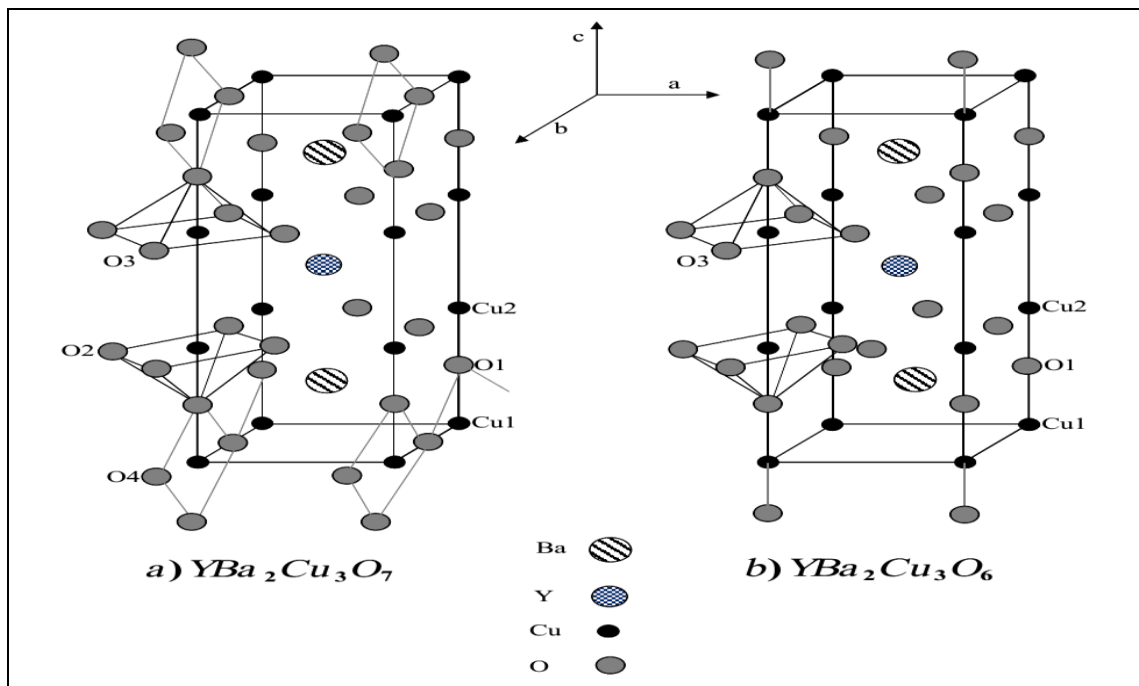 c
a
b
O3
O3
Cu2
Cu2
O2
O1
O1
Cu1
Cu1
O4
a) YBa₂Cu₃O₇
b) YBa₂Cu₃O₆
Ba
Y
Cu
O